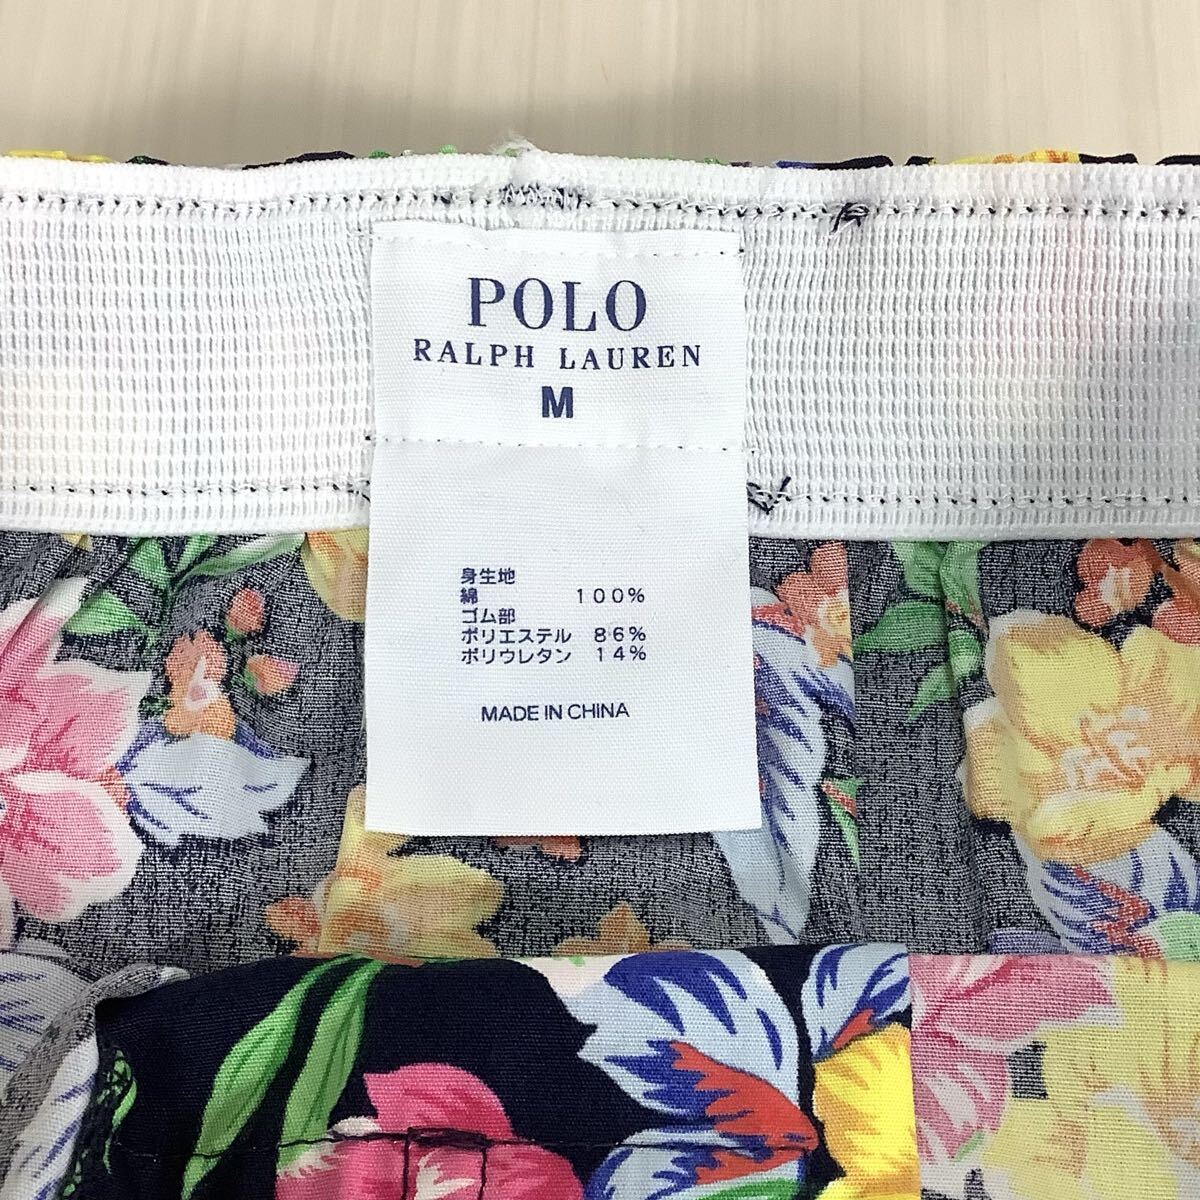 POLO
RALPH LAUREN
M
身生地
綿 100%
ゴム部
ポリエステル 86%
ポリウレタン 14%
MADE IN CHINA